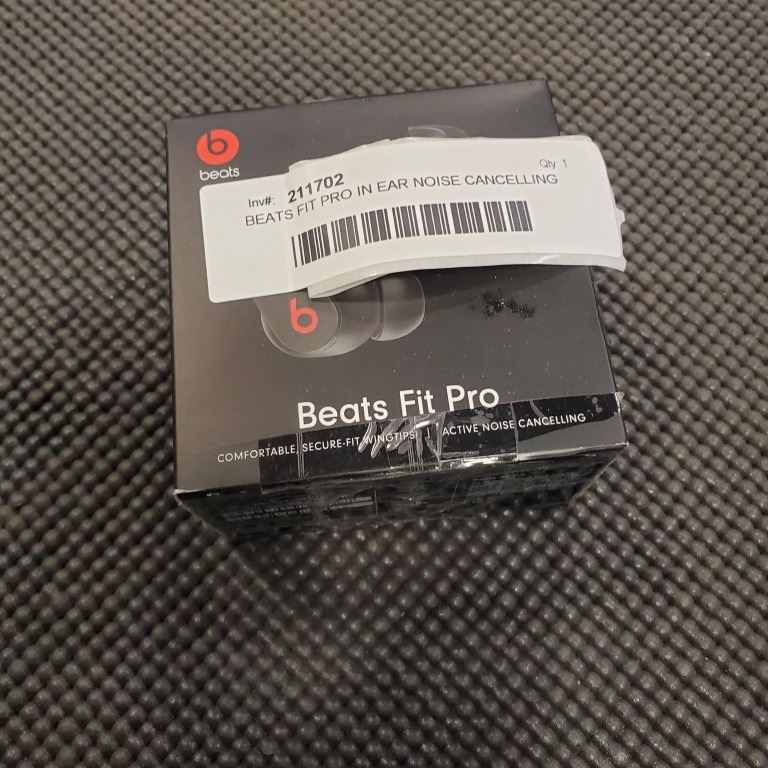 beats
Qty: 1
Inv#: 211702
BEATS FIT PRO IN EAR NOISE CANCELLING
b
Beats Fit Pro
COMFORTABLE, SECURE-FIT WINGTIPS
ACTIVE NOISE CANCELLING